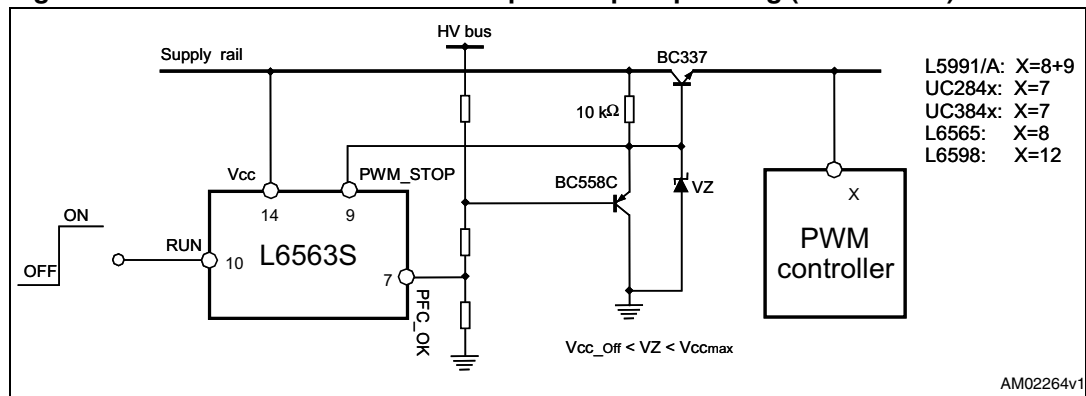 HV bus
Supply rail
BC337
L5991/A: X=8+9
UC284x: X=7
UC384x: X=7
L6565: X=8
L6598: X=12
10 kΩ
Vcc
PWM_STOP
BC558C
VZ
X
14
9
ON
OFF
RUN
10
L6563S
7
PFC_OK
PWM
controller
Vcc_Off < VZ < Vccmax
AM02264v1